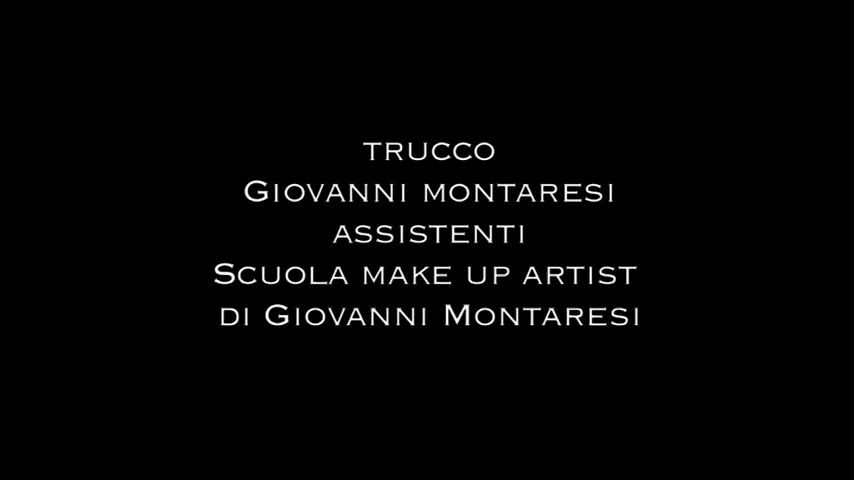 TRUCCO
GIOVANNI MONTARESI
ASSISTENTI
SCUOLA MAKE UP ARTIST
DI GIOVANNI MONTARESI